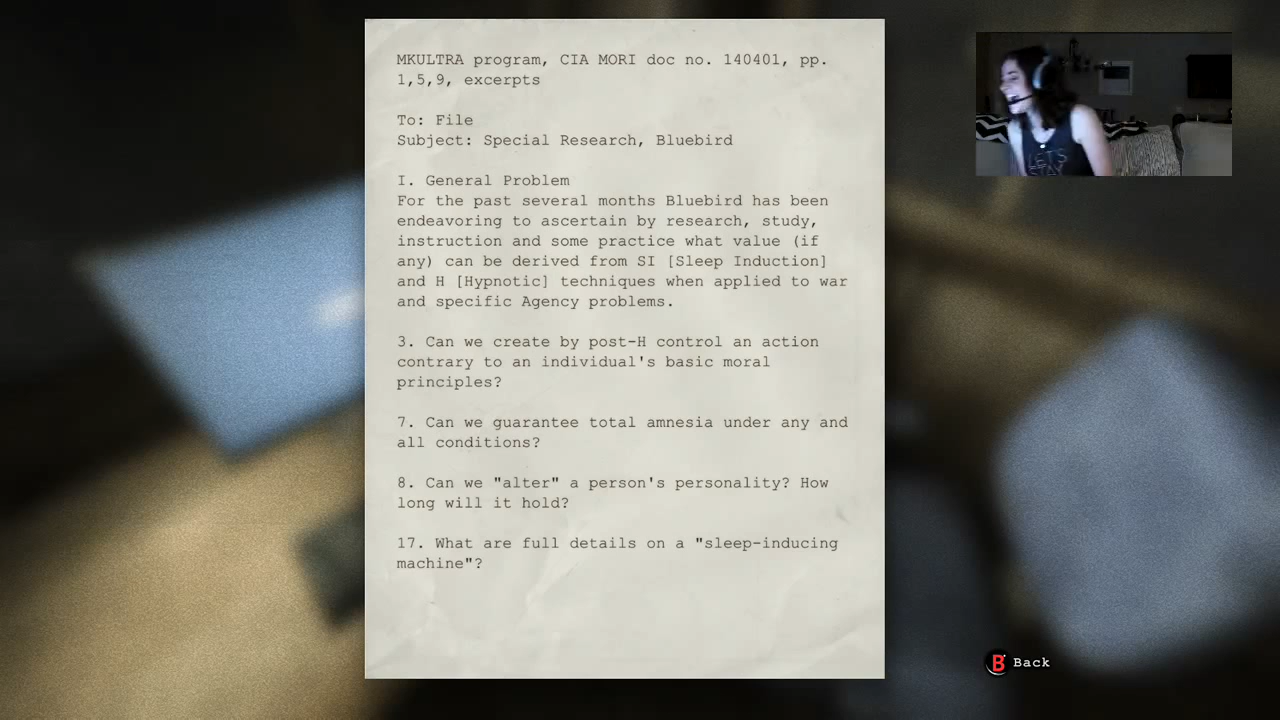 MKULTRA program, CIA MORI doc no. 140401, pp.
1,5,9, excerpts
To: File
Subject: Special Research, Bluebird
I. General Problem
For the past several months Bluebird has been
endeavoring to ascertain by research, study,
instruction and some practice what value (if
any) can be derived from SI [Sleep Induction]
and H [Hypnotic] techniques when applied to war
and specific Agency problems.
3. Can we create by post-H control an action
contrary to an individual's basic moral
principles?
7. Can we guarantee total amnesia under any and
all conditions?
8. Can we "alter" a person's personality? How
long will it hold?
17. What are full details on a "sleep-inducing
machine"?
B Back
LET'S